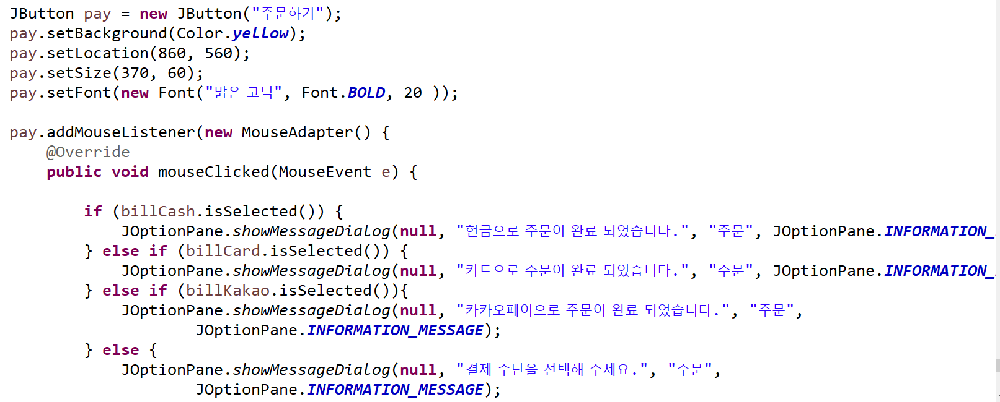 JButton pay = new JButton("주문하기");
pay.setBackground(Color.yellow);
pay.setLocation(860, 560);
pay.setSize(370, 60);
pay.setFont(new Font("맑은 고딕", Font.BOLD, 20 ));
pay.addMouseListener(new MouseAdapter() {
@Override
public void mouseClicked(MouseEvent e) {
if (billCash.isSelected()) {
JOptionPane.showMessageDialog(null, "현금으로 주문이 완료 되었습니다.", "주문", JOptionPane.INFORMATION_
} else if (billCard.isSelected()) {
JOptionPane.showMessageDialog(null, "카드으로 주문이 완료 되었습니다.", "주문", JOptionPane.INFORMATION_
} else if (billKakao.isSelected()){
JOptionPane.showMessageDialog(null, "카카오페이으로 주문이 완료 되었습니다.", "주문",
JOptionPane.INFORMATION_MESSAGE);
} else {
JOptionPane.showMessageDialog(null, "결제 수단을 선택해 주세요.", "주문",
JOptionPane.INFORMATION_MESSAGE);